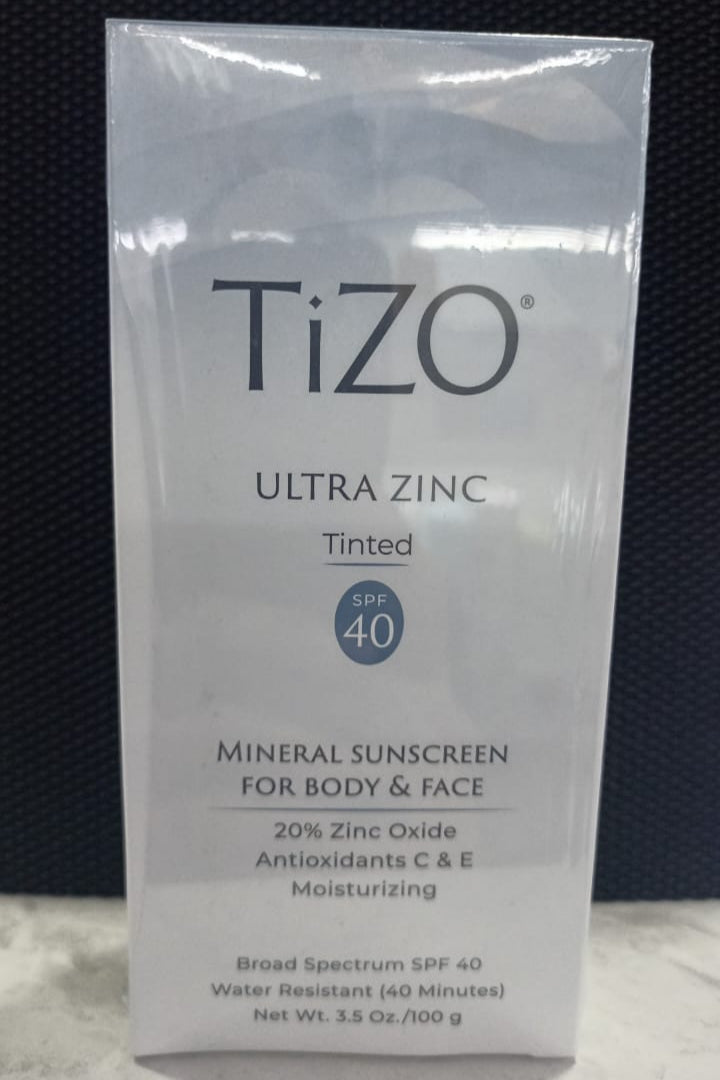 TiZO®
ULTRA ZINC
Tinted
SPF
40
MINERAL SUNSCREEN
FOR BODY & FACE
20% Zinc Oxide
Antioxidants C & E
Moisturizing
Broad Spectrum SPF 40
Water Resistant (40 Minutes)
Net Wt. 3.5 Oz./100 g